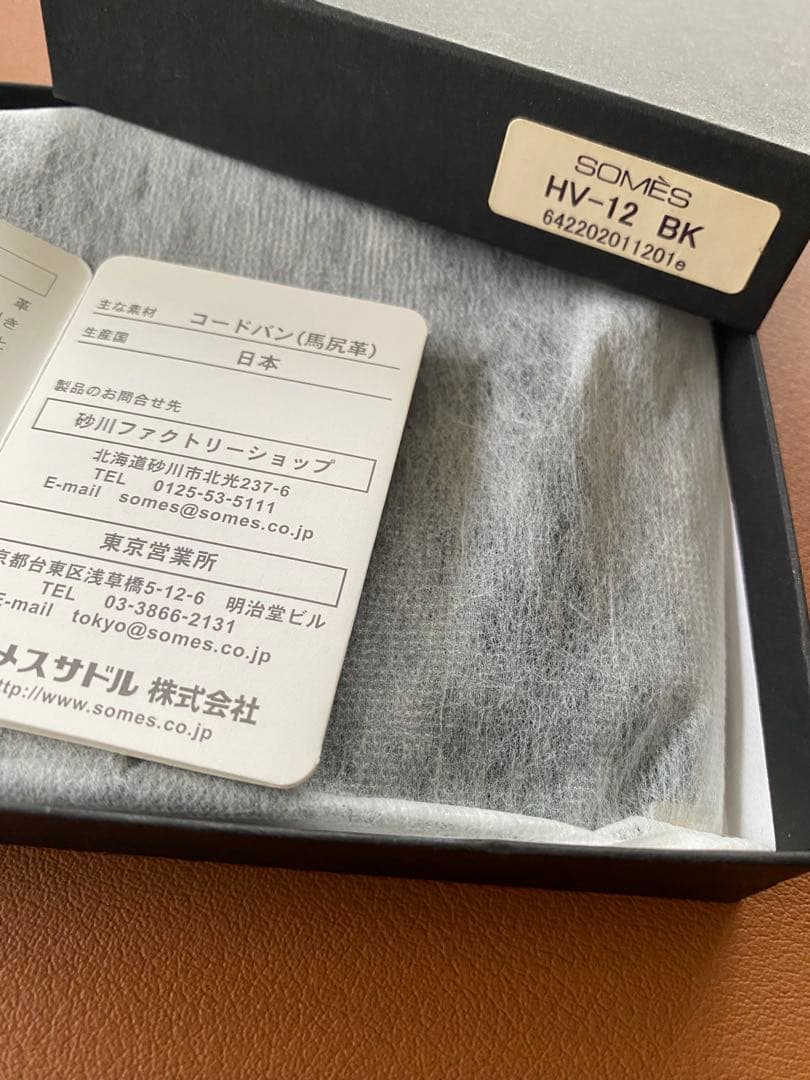 SOMÈS
HV-12 BK
642202011201e
革
き
と
主な素材 コードバン(馬尻革)
生産国 日本
製品のお問合せ先
砂川ファクトリーショップ
北海道砂川市北光237-6
TEL 0125-53-5111
E-mail somes@somes.co.jp
東京営業所
京都台東区浅草橋5-12-6 明治堂ビル
TEL 03-3866-2131
E-mail tokyo@somes.co.jp
メスサドル 株式会社
http://www.somes.co.jp